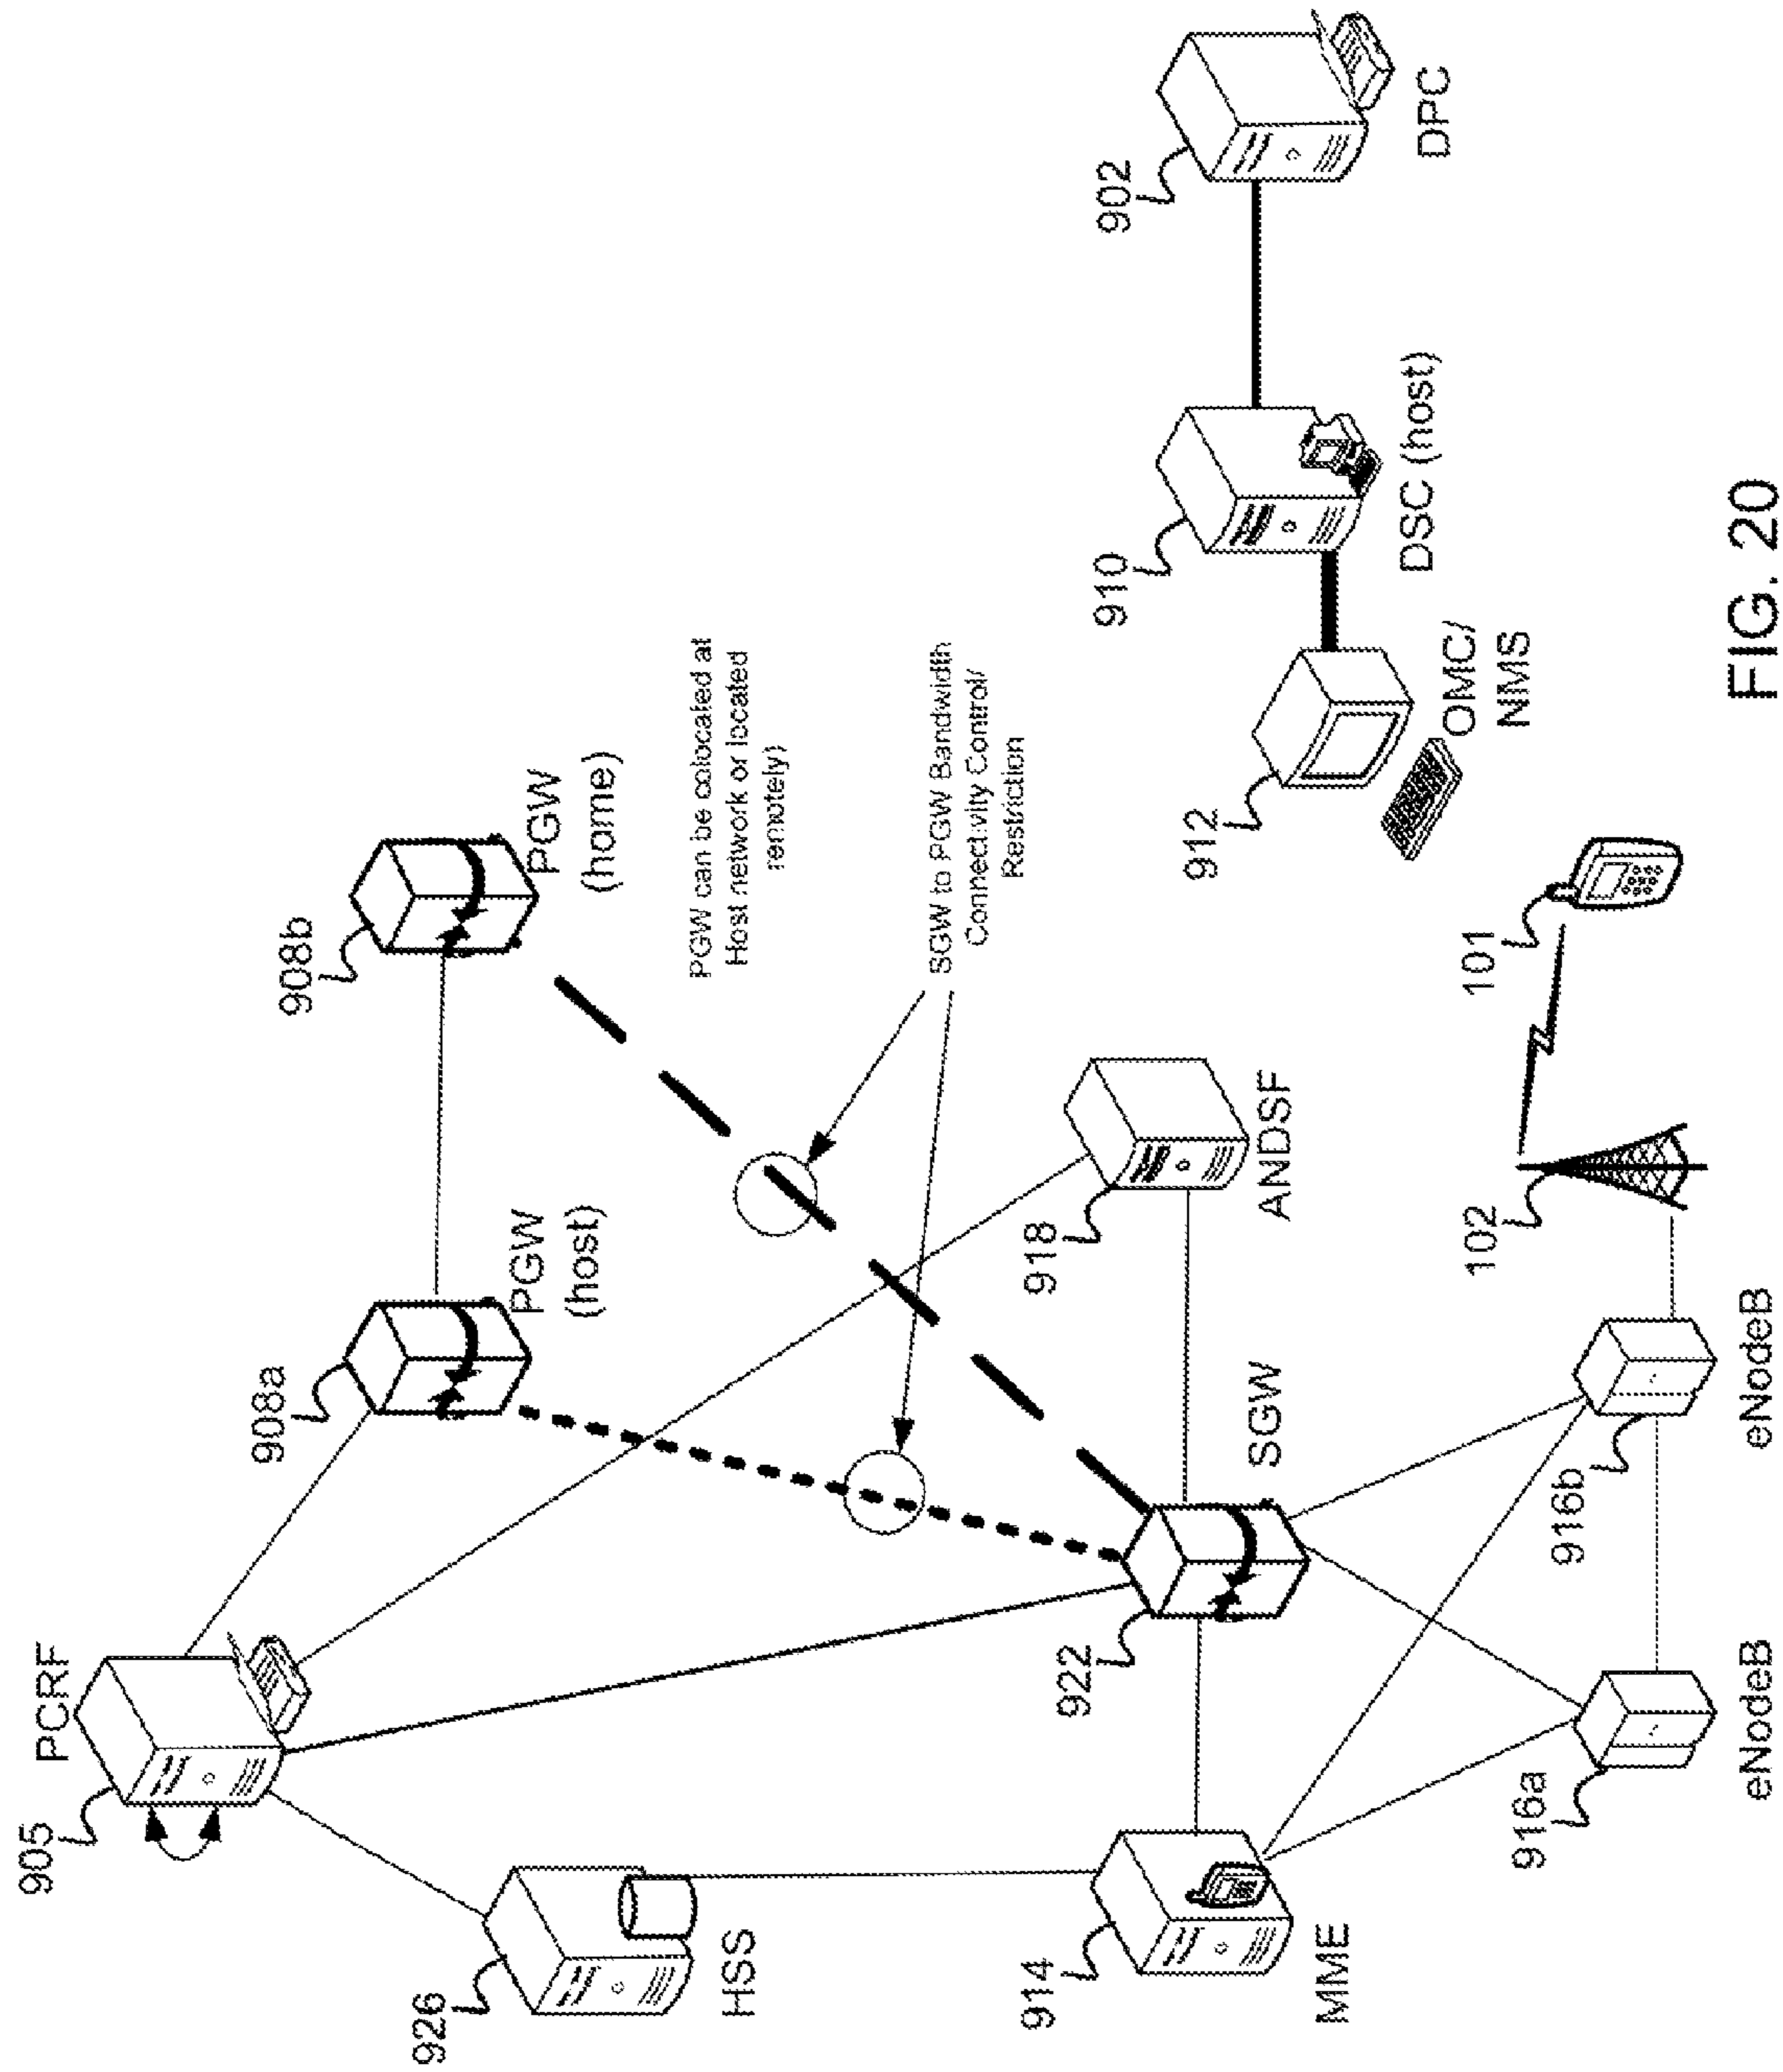 905
PCRF
908a
PGW
(host)
908b
PGW
(home)
926
HSS
PGW can be colocated at
Host network or located
remotely)
SGW to PGW Bandwidth
Connectivity Control/
Restriction
914
MME
922
SGW
918
ANDSF
912
OMC/
NMS
910
DSC (host)
902
DPC
916a
eNodeB
916b
eNodeB
102
101
FIG. 20